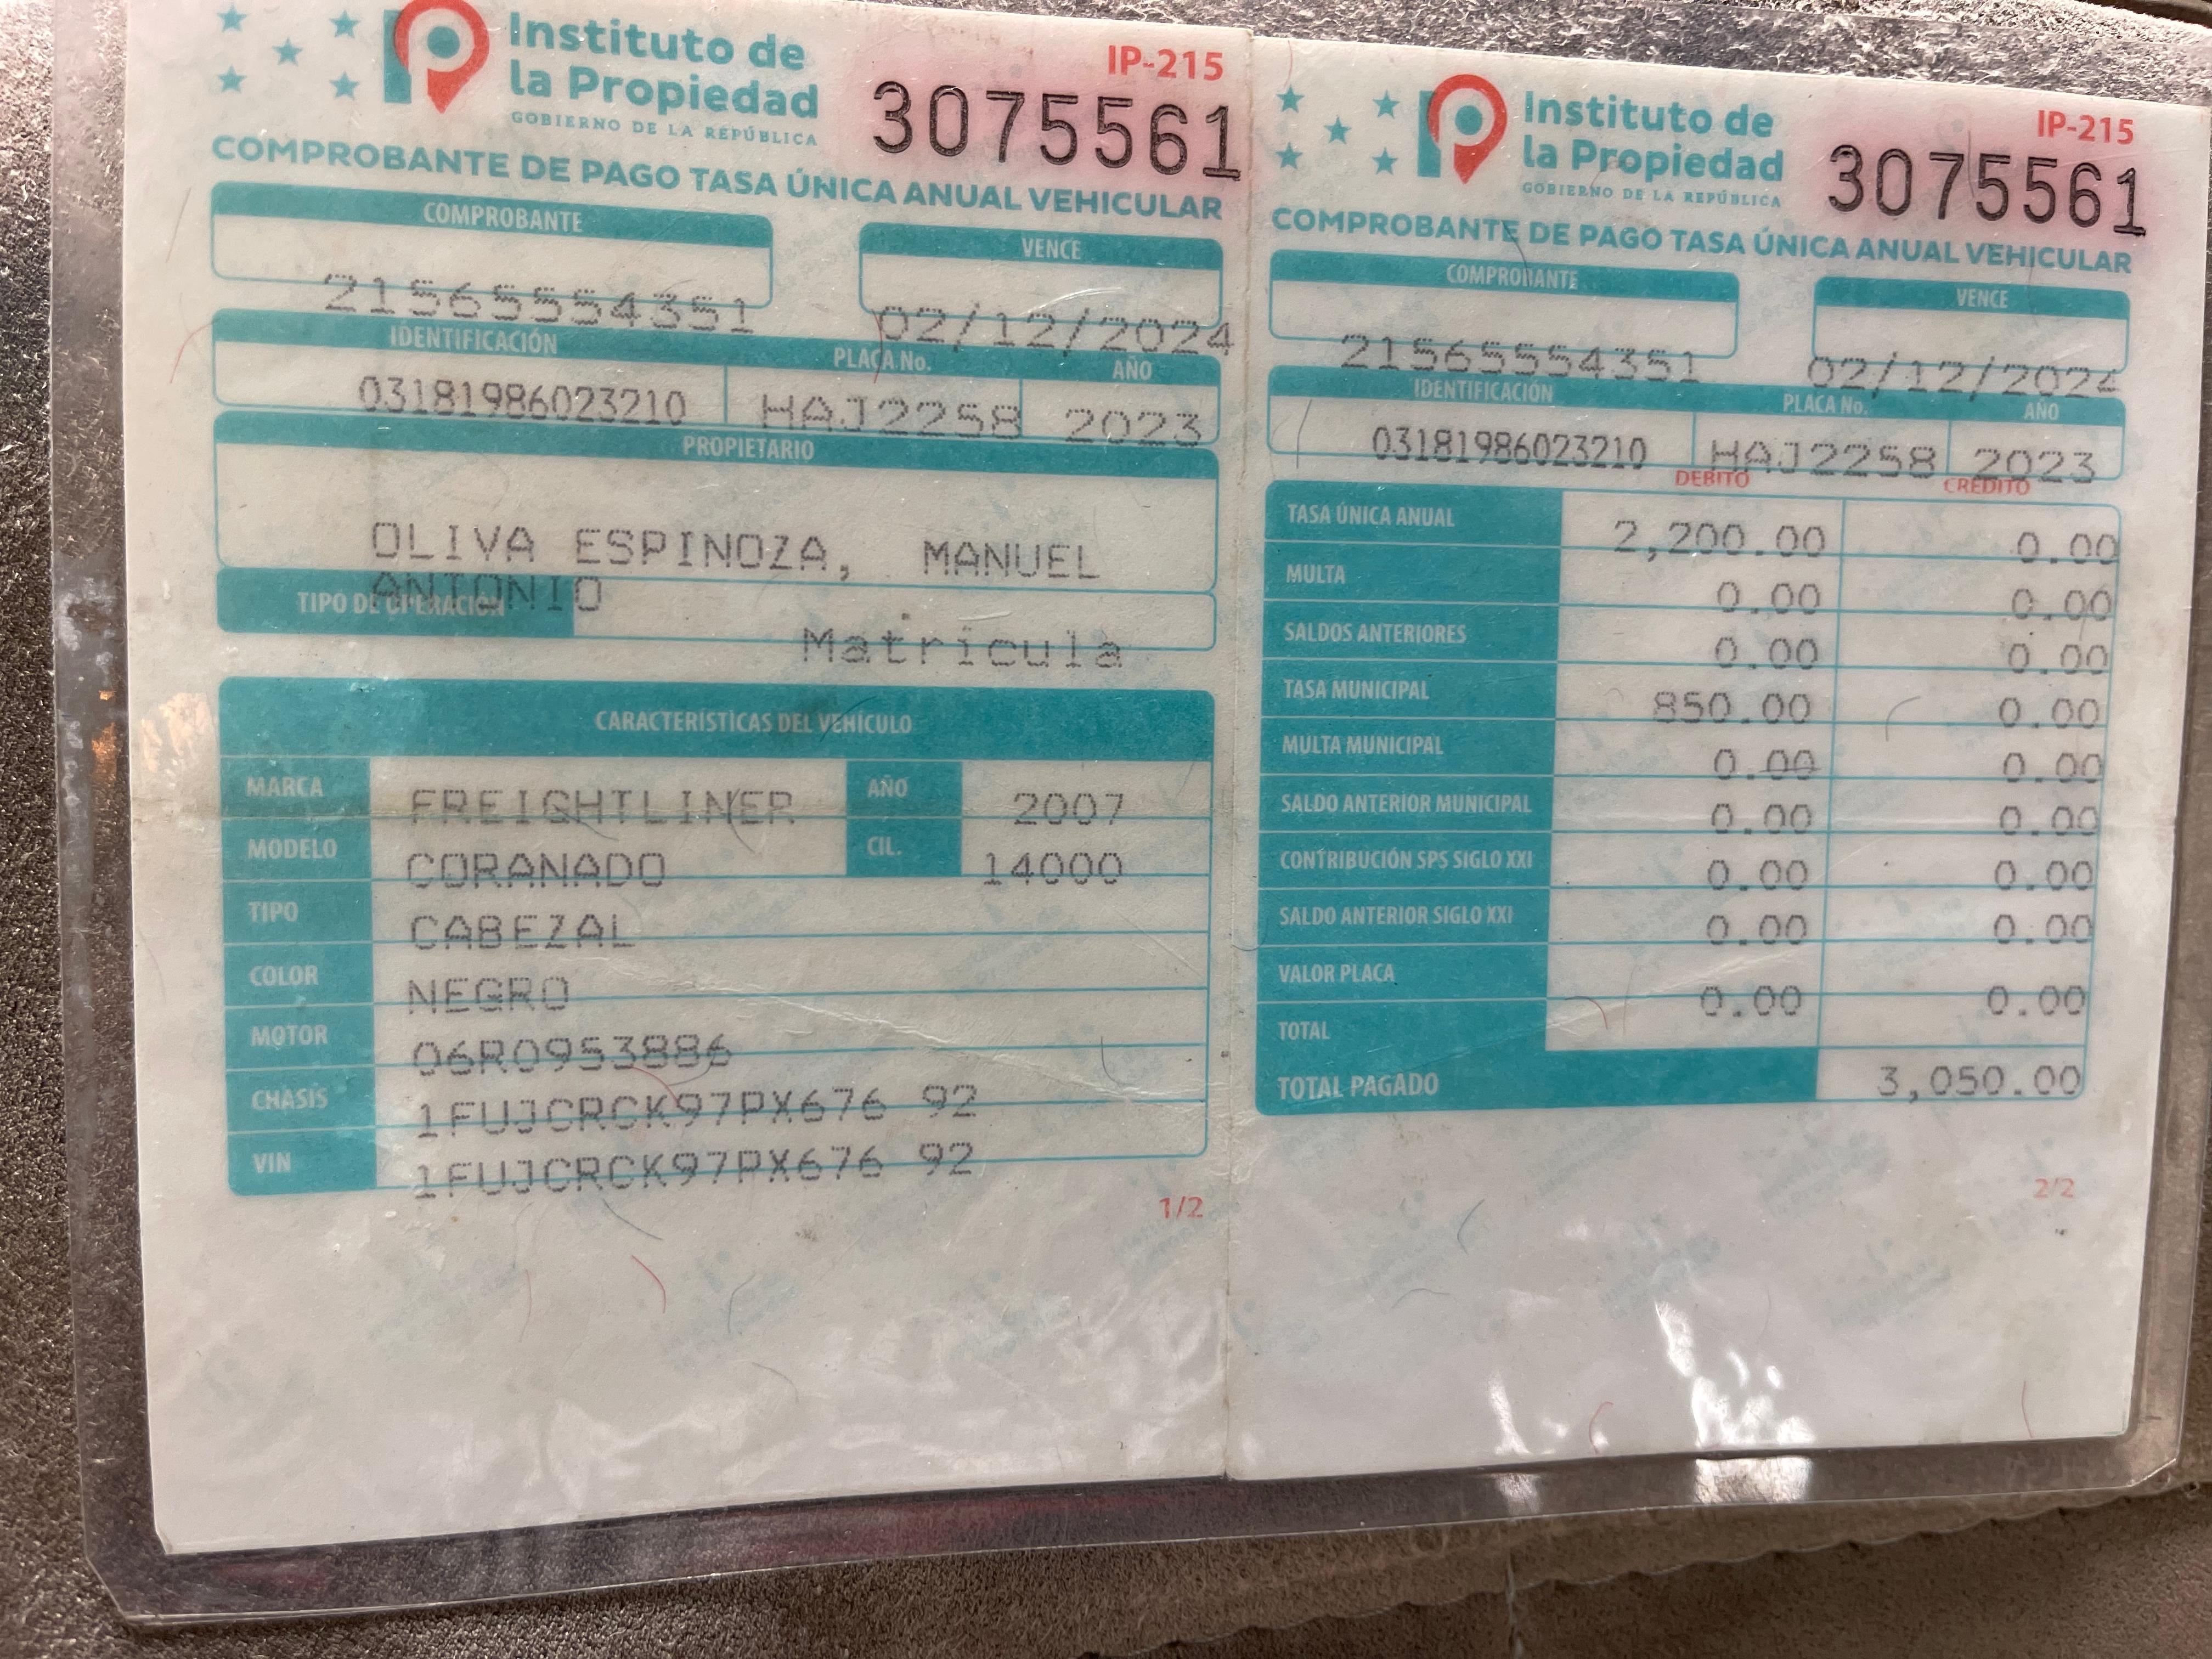 Instituto de
la Propiedad
GOBIERNO DE LA REPÚBLICA
IP-215
3075561
COMPROBANTE DE PAGO TASA ÚNICA ANUAL VEHICULAR
COMPROBANTE
VENCE
21565554351
02/12/2024
IDENTIFICACIÓN
PLACA No.
AÑO
03181986023210
HAJ2258
2023
PROPIETARIO
OLIVA ESPINOZA, MANUEL
ANTONIO
TIPO DE OPERACIÓN
Matricula
CARACTERÍSTICAS DEL VEHÍCULO
MARCA FREIGHTLINER AÑO 2007
MODELO CORANADO CIL. 14000
TIPO CABEZAL
COLOR NEGRO
MOTOR 06R0953886
CHASIS 1FUJCRCK97PX676 92
VIN 1FUJCRCK97PX676 92
1/2
Instituto de
la Propiedad
GOBIERNO DE LA REPÚBLICA
IP-215
3075561
COMPROBANTE DE PAGO TASA ÚNICA ANUAL VEHICULAR
COMPROBANTE
VENCE
21565554351
02/12/2024
IDENTIFICACIÓN
PLACA No.
AÑO
03181986023210
HAJ2258
2023
DEBITO
CREDITO
TASA ÚNICA ANUAL 2,200.00 0.00
MULTA 0.00 0.00
SALDOS ANTERIORES 0.00 0.00
TASA MUNICIPAL 850.00 0.00
MULTA MUNICIPAL 0.00 0.00
SALDO ANTERIOR MUNICIPAL 0.00 0.00
CONTRIBUCIÓN SPS SIGLO XXI 0.00 0.00
SALDO ANTERIOR SIGLO XXI 0.00 0.00
VALOR PLACA 0.00 0.00
TOTAL
TOTAL PAGADO 3,050.00
2/2